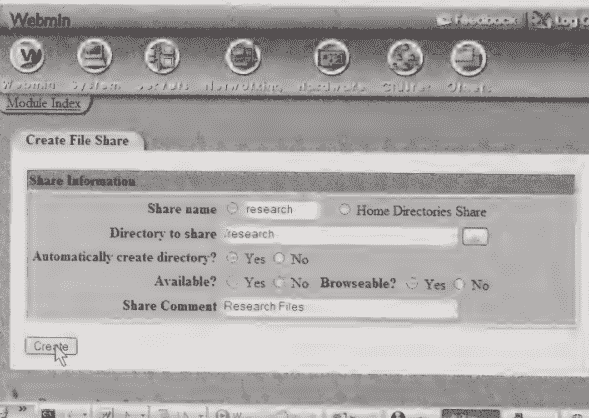 Webmin
Feedback Log
Webmin System Servers Networking Hardware Cluster Others
Module Index
Create File Share
Share Information
Share name research Home Directories Share
Directory to share /research ...
Automatically create directory? Yes No
Available? Yes No Browseable? Yes No
Share Comment Research Files
Create